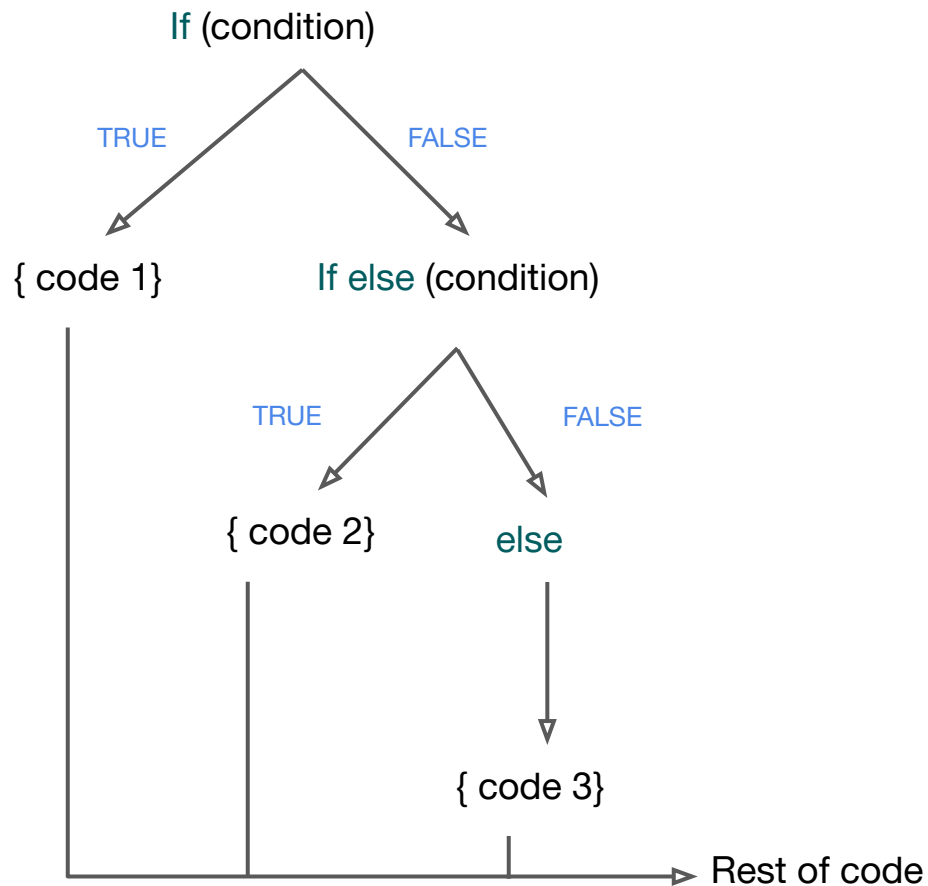 If (condition)
TRUE
FALSE
{ code 1}
If else (condition)
TRUE
FALSE
{ code 2}
else
{ code 3}
Rest of code